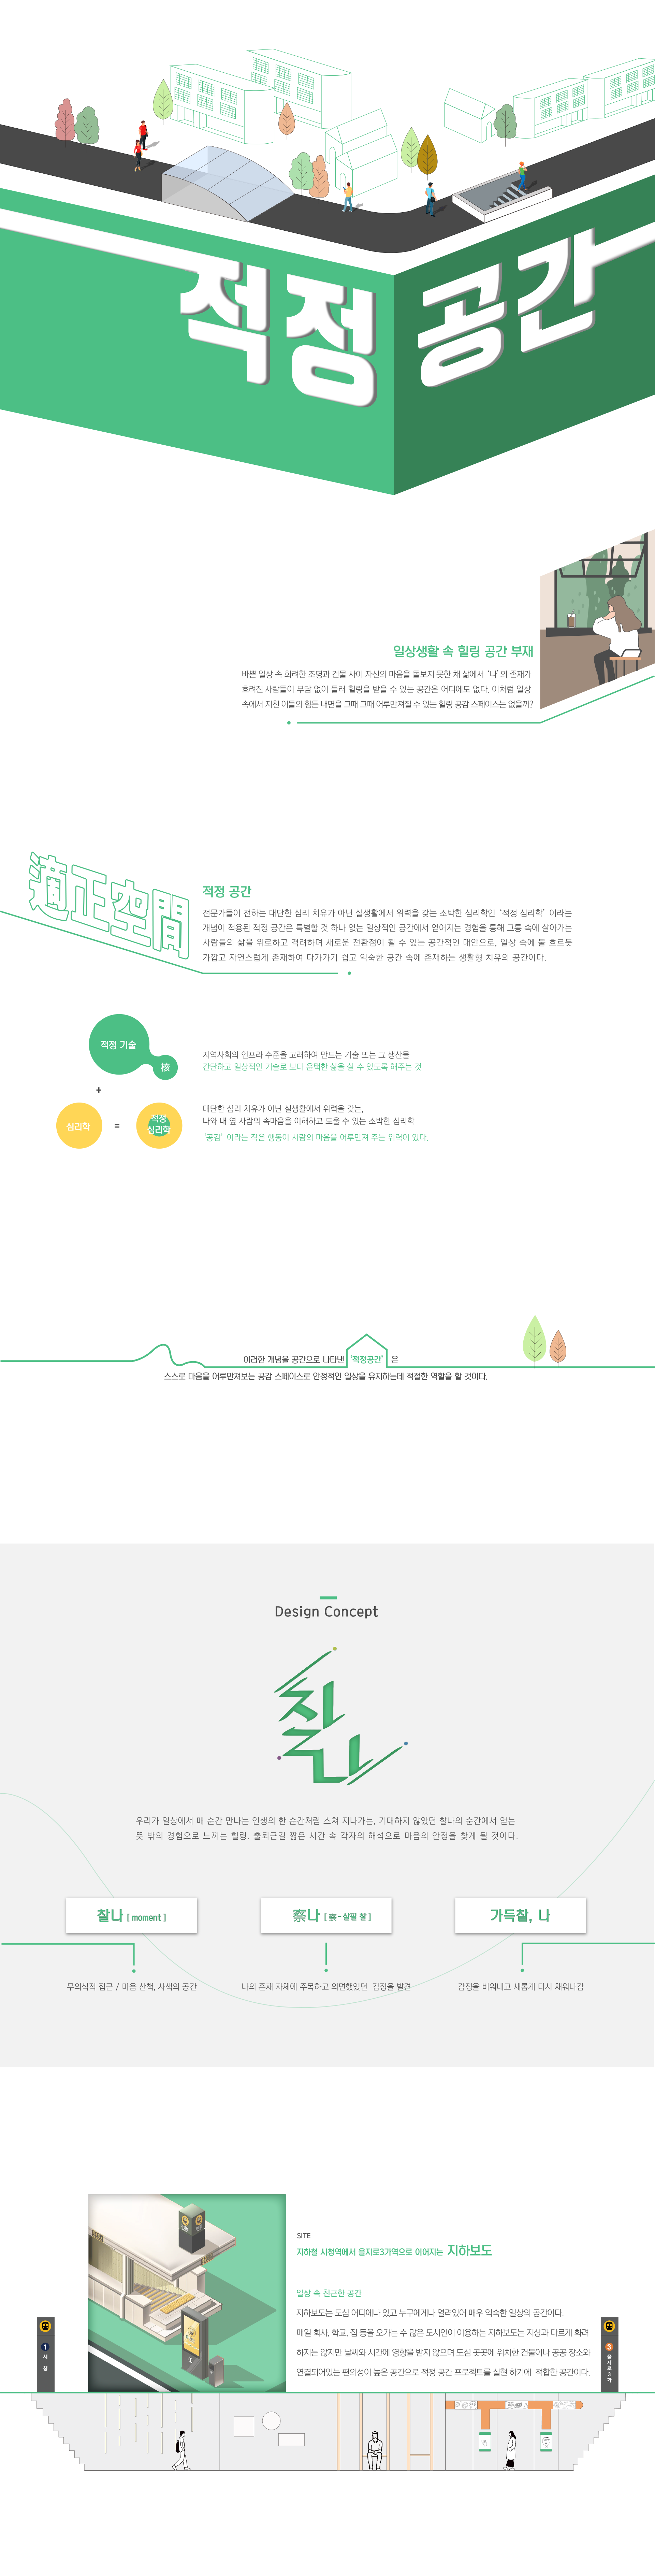 적정 공간
일상생활 속 힐링 공간 부재
바쁜 일상 속 화려한 조명과 건물 사이 자신의 마음을 돌보지 못한 채 삶에서 '나'의 존재가
흐려진 사람들이 부담 없이 들러 힐링을 받을 수 있는 공간은 어디에도 없다. 이처럼 일상
속에서 지친 이들의 힘든 내면을 그때 그때 어루만져질 수 있는 힐링 공감 스페이스는 없을까?
適正空間
적정 공간
전문가들이 전하는 대단한 심리 치유가 아닌 실생활에서 위력을 갖는 소박한 심리학인 '적정 심리학' 이라는
개념이 적용된 적정 공간은 특별할 것 하나 없는 일상적인 공간에서 얻어지는 경험을 통해 고통 속에 살아가는
사람들의 삶을 위로하고 격려하며 새로운 전환점이 될 수 있는 공간적인 대안으로, 일상 속에 물 흐르듯
가깝고 자연스럽게 존재하여 다가가기 쉽고 익숙한 공간 속에 존재하는 생활형 치유의 공간이다.
적정 기술
核
지역사회의 인프라 수준을 고려하여 만드는 기술 또는 그 생산물
간단하고 일상적인 기술로 보다 윤택한 삶을 살 수 있도록 해주는 것
+
심리학
=
적정
심리학
대단한 심리 치유가 아닌 실생활에서 위력을 갖는,
나와 내 옆 사람의 속마음을 이해하고 도울 수 있는 소박한 심리학
'공감' 이라는 작은 행동이 사람의 마음을 어루만져 주는 위력이 있다.
이러한 개념을 공간으로 나타낸 '적정공간' 은
스스로 마음을 어루만져보는 공감 스페이스로 안정적인 일상을 유지하는데 적절한 역할을 할 것이다.
Design Concept
찰나
우리가 일상에서 매 순간 만나는 인생의 한 순간처럼 스쳐 지나가는, 기대하지 않았던 찰나의 순간에서 얻는
뜻 밖의 경험으로 느끼는 힐링. 출퇴근길 짧은 시간 속 각자의 해석으로 마음의 안정을 찾게 될 것이다.
찰나 [ moment ]
察나 [ 察-살필 찰 ]
가득찰, 나
무의식적 접근 / 마음 산책, 사색의 공간
나의 존재 자체에 주목하고 외면했었던 감정을 발견
감정을 비워내고 새롭게 다시 채워나감
SITE
지하철 시청역에서 을지로3가역으로 이어지는 지하보도
일상 속 친근한 공간
지하보도는 도심 어디에나 있고 누구에게나 열려있어 매우 익숙한 일상의 공간이다.
매일 회사, 학교, 집 등을 오가는 수 많은 도시인이 이용하는 지하보도는 지상과 다르게 화려
하지는 않지만 날씨와 시간에 영향을 받지 않으며 도심 곳곳에 위치한 건물이나 공공 장소와
연결되어있는 편의성이 높은 공간으로 적정 공간 프로젝트를 실현 하기에 적합한 공간이다.
1
시
청
3
을지로3가